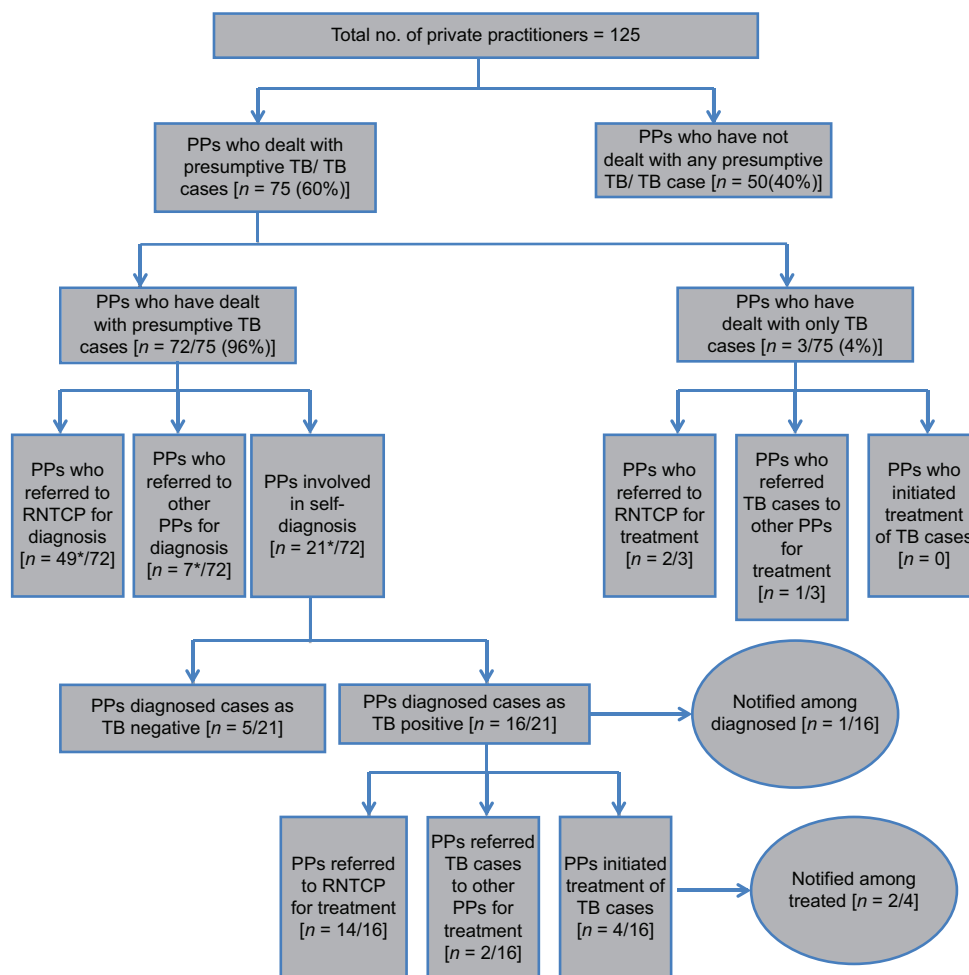 Total no. of private practitioners = 125
PPs who dealt with
presumptive TB/ TB
cases [n = 75 (60%)]
PPs who have not
dealt with any presumptive
TB/ TB case [n = 50(40%)]
PPs who have dealt
with presumptive TB
cases [n = 72/75 (96%)]
PPs who have
dealt with only TB
cases [n = 3/75 (4%)]
PPs who
referred to
RNTCP for
diagnosis
[n = 49*/72]
PPs who
referred to
other
PPs for
diagnosis
[n = 7*/72]
PPs involved
in self-
diagnosis
[n = 21*/72]
PPs who
referred to
RNTCP for
treatment
[n = 2/3]
PPs who
referred
TB cases to
other PPs
for
treatment
[n = 1/3]
PPs who
initiated
treatment
of TB cases
[n = 0]
PPs diagnosed cases as
TB negative [n = 5/21]
PPs diagnosed cases as
TB positive [n = 16/21]
Notified among
diagnosed [n = 1/16]
PPs referred
to RNTCP
for treatment
[n = 14/16]
PPs referred
TB cases
to other
PPs for
treatment
[n = 2/16]
PPs initiated
treatment of
TB cases
[n = 4/16]
Notified among
treated [n = 2/4]